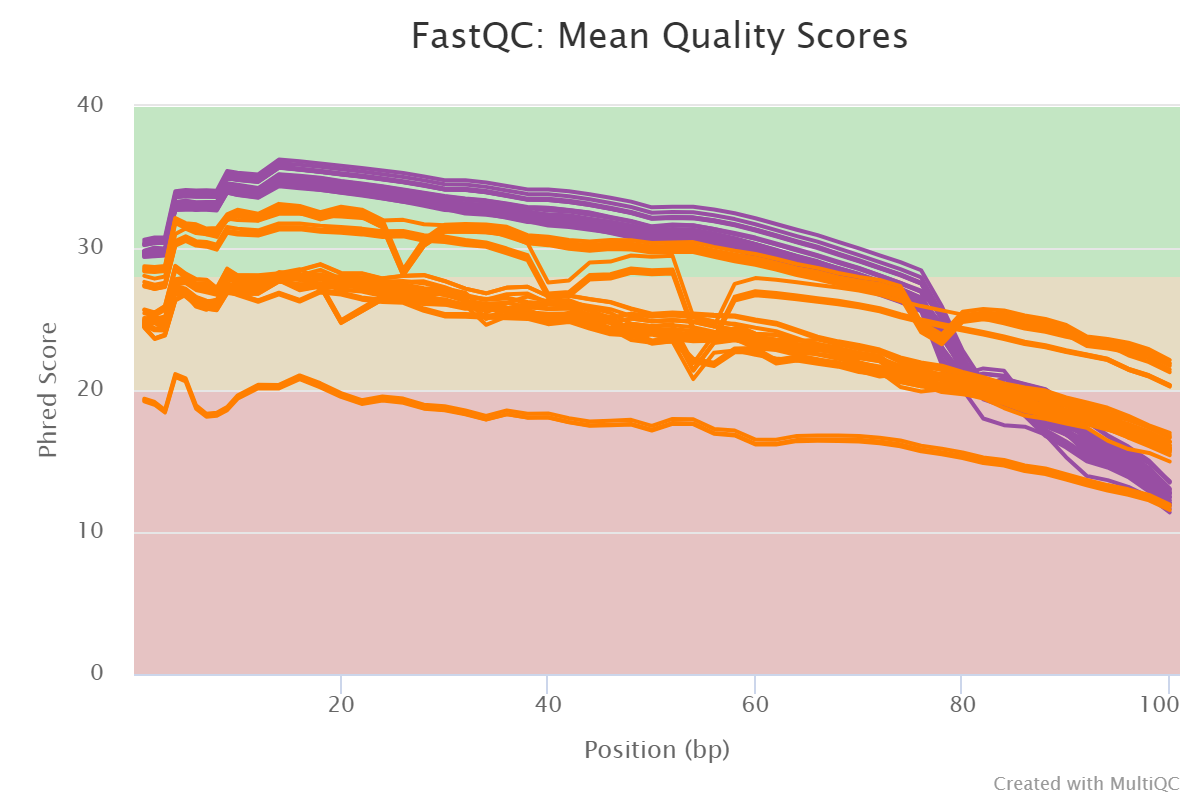 FastQC: Mean Quality Scores
40
30
20
10
0
Phred Score
20 40 60 80 100
Position (bp)
Created with MultiQC